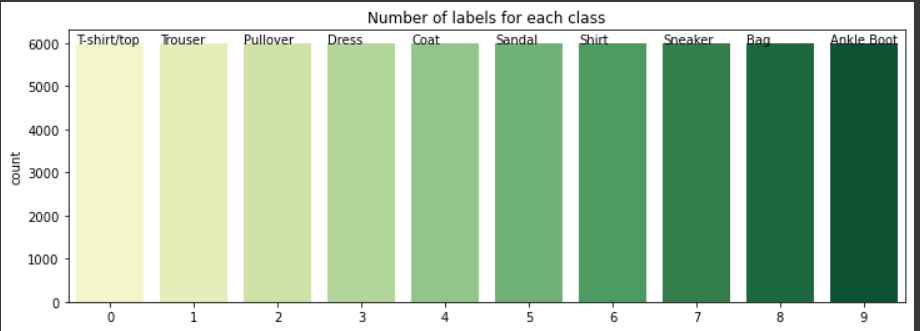 Number of labels for each class
T-shirt/top Trouser Pullover Dress Coat Sandal Shirt Sneaker Bag Ankle Boot
6000
5000
4000
3000
2000
1000
0
count
0 1 2 3 4 5 6 7 8 9